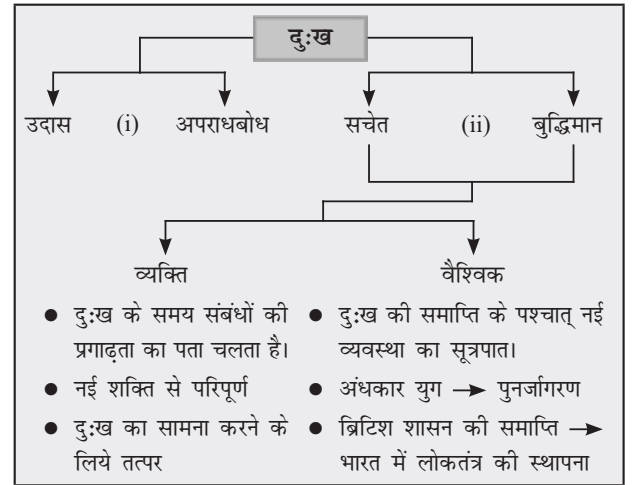 दुःख
उदास (i) अपराधबोध सचेत (ii) बुद्धिमान
व्यक्ति
● दुःख के समय संबंधों की
प्रगाढ़ता का पता चलता है।
● नई शक्ति से परिपूर्ण
● दुःख का सामना करने के
लिये तत्पर
वैश्विक
● दुःख की समाप्ति के पश्चात् नई
व्यवस्था का सूत्रपात।
● अंधकार युग → पुनर्जागरण
● ब्रिटिश शासन की समाप्ति →
भारत में लोकतंत्र की स्थापना